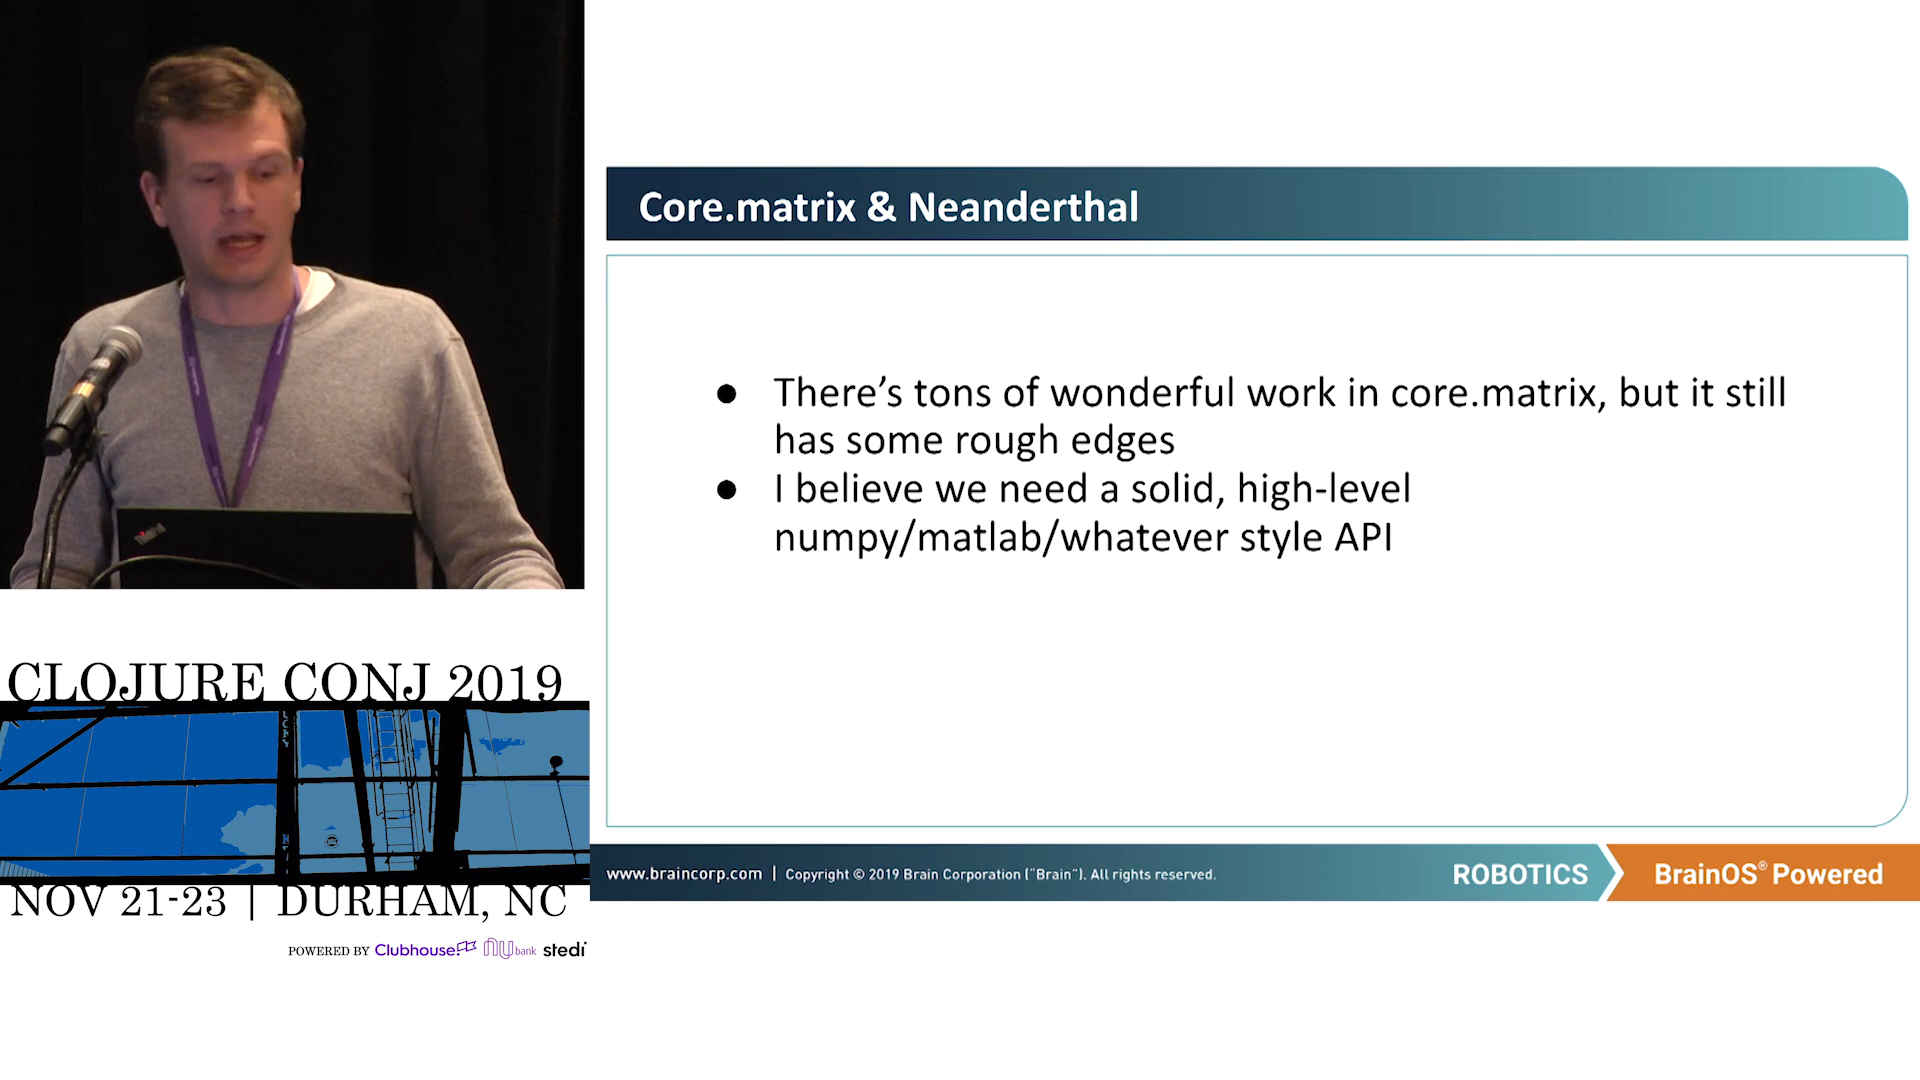 Core.matrix & Neanderthal
● There’s tons of wonderful work in core.matrix, but it still
has some rough edges
● I believe we need a solid, high-level
numpy/matlab/whatever style API
www.braincorp.com | Copyright © 2019 Brain Corporation ("Brain"). All rights reserved.
ROBOTICS
BrainOS® Powered
ThinkPad
CLOJURE CONJ 2019
NOV 21-23 | DURHAM, NC
POWERED BY Clubhouse nu bank stedi